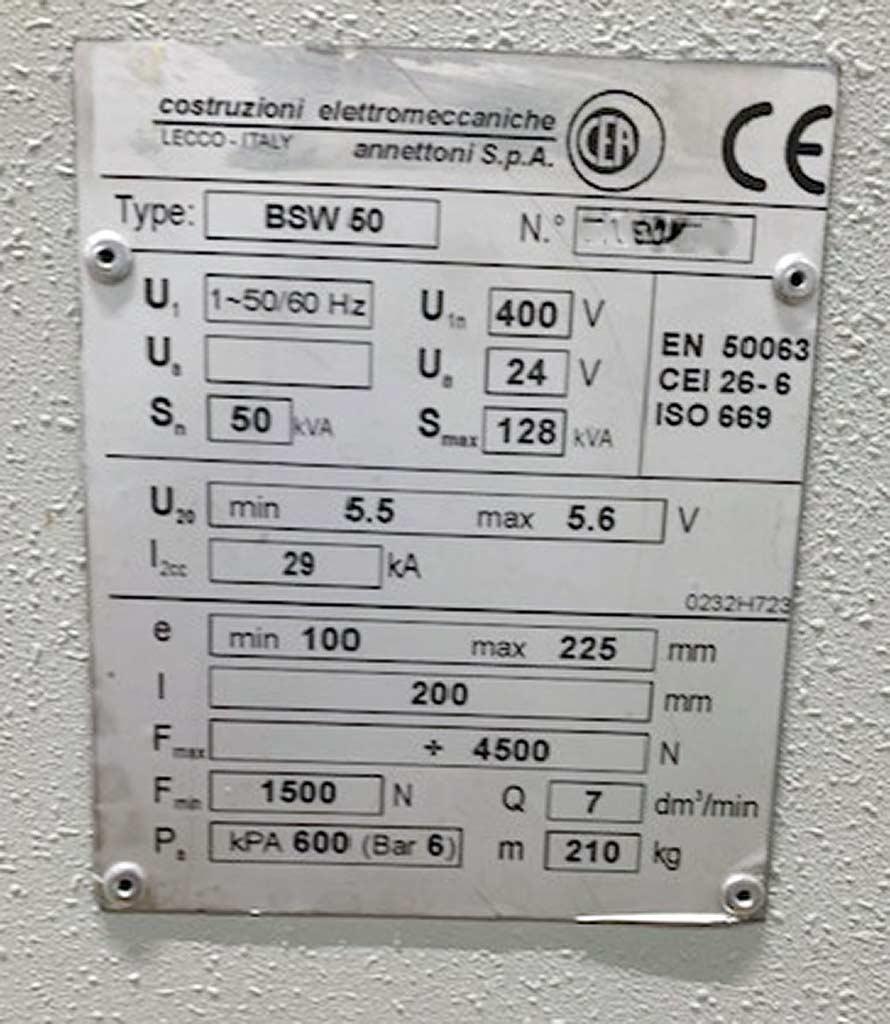 costruzioni elettromeccaniche
LECCO - ITALY annettoni S.p.A.
CEA
CE
Type: BSW 50 N.°
U1 1~50/60 Hz U1n 400 V
EN 50063
Us Us 24 V
CEI 26-6
Sn 50 kVA Smax 128 kVA
ISO 669
U20 min 5.5 max 5.6 V
I2cc 29 kA
0232H723
e min 100 max 225 mm
l 200 mm
Fmax ÷ 4500 N
Fmin 1500 N Q 7 dm³/min
Ps kPA 600 (Bar 6) m 210 kg